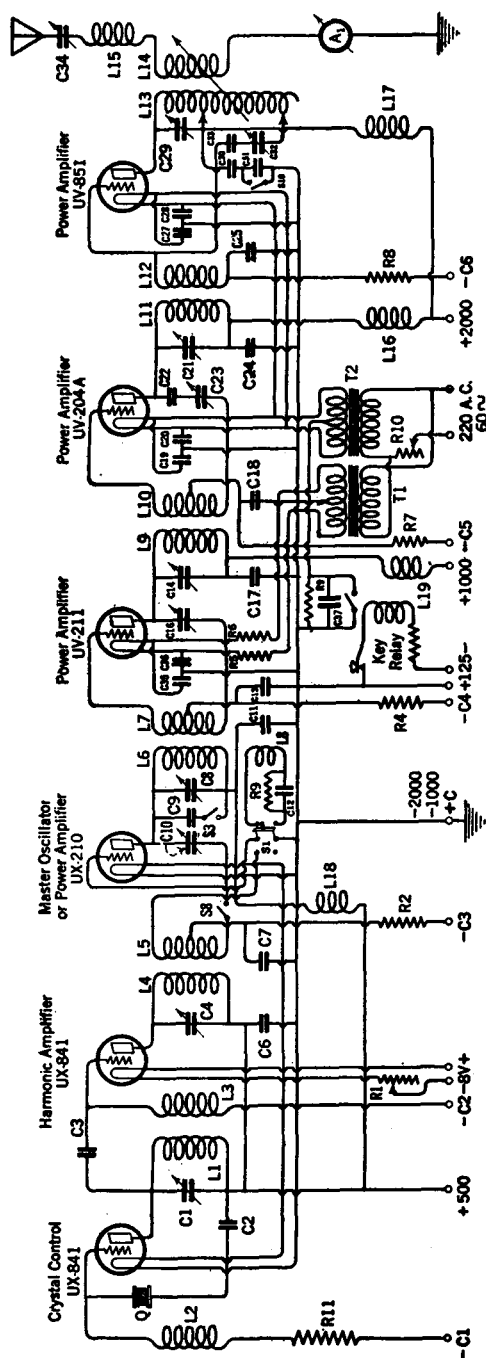 Crystal Control
UX-841
Harmonic Amplifier
UX-841
Master Oscillator
or Power Amplifier
UX-210
Power Amplifier
UV-211
Power Amplifier
UV-204A
Power Amplifier
UV-851
Q
L2
R11
-C1
C1
L1
C2
+500
C3
L3
-C2
R1
-8V+
C4
L4
C6
L5
S8
C7
L18
R2
-C3
C10
C9
S3
C8
L6
S1
R9
C12
L8
-2000
-1000
+C
L7
C11
C13
R4
-C4
+125-
Key
Relay
R5
R6
C16
C14
L9
C17
R9
C37
L19
+1000
R7
-C5
L10
C18
C19
C20
C22
C21
C23
L11
C24
T1
T2
R10
220 A.C.
60
L16
+2000
L12
C25
R8
-C6
C27
C28
C29
L13
C32
L17
L14
L15
C34
A1